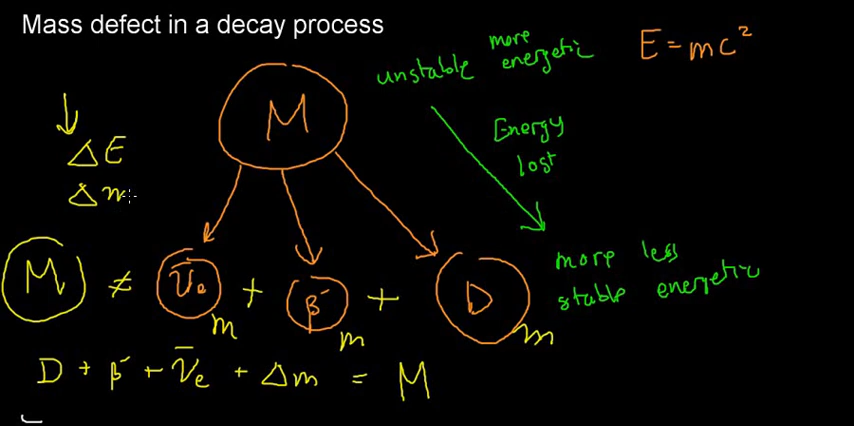 Mass defect in a decay process
unstable more energetic
E = mc²
M
Energy lost
↓
ΔE
Δm
M ≠ ν̄e + β⁻ + D
m m m
more stable less energetic
D + β⁻ + ν̄e + Δm = M